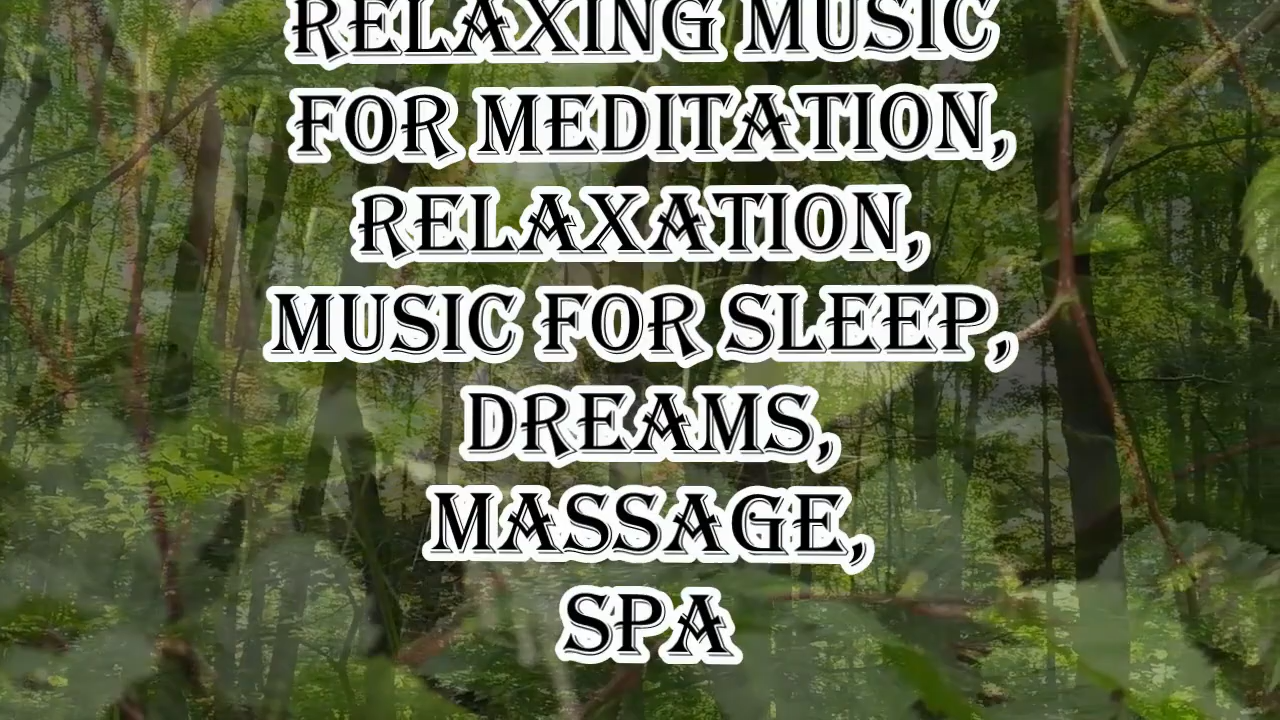 RELAXING MUSIC
FOR MEDITATION,
RELAXATION,
MUSIC FOR SLEEP,
DREAMS,
MASSAGE,
SPA